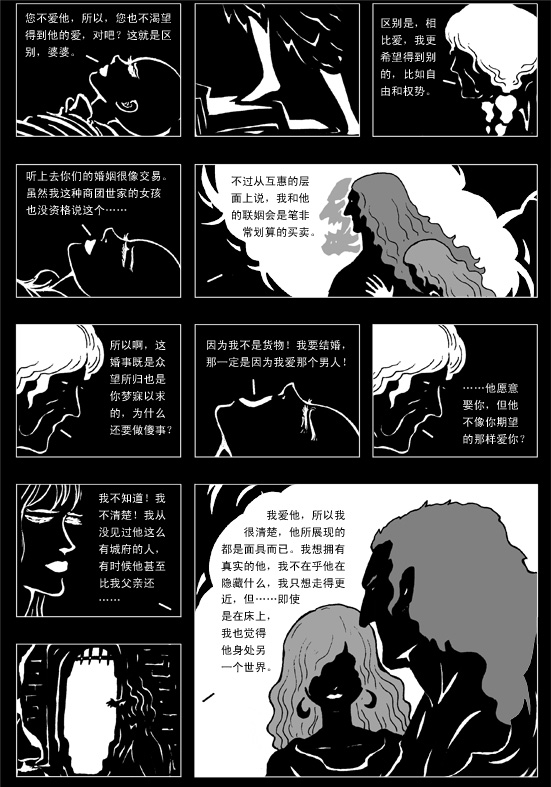 您不爱他，所以，您也不渴望
得到他的爱，对吧？这就是区
别，婆婆。
区别是，相
比爱，我更
希望得到别
的，比如自
由和权势。
听上去你们的婚姻很像交易。
虽然我这种商团世家的女孩
也没资格说这个……
不过从互惠的层
面上说，我和他
的联姻会是笔非
常划算的买卖。
所以啊，这
婚事既是众
望所归也是
你梦寐以求
的，为什么
还要做傻事？
因为我不是货物！我要结婚，
那一定是因为我爱那个男人！
……他愿意
娶你，但他
不像你期望
的那样爱你？
我不知道！我
不清楚！我从
没见过他这么
有城府的人，
有时候他甚至
比我父亲还
……
我爱他，所以我
很清楚，他所展现的
都是面具而已。我想拥有
真实的他，我不在乎他在
隐藏什么，我只想走得更
近，但……即使
是在床上，
我也觉得
他身处另
一个世界。